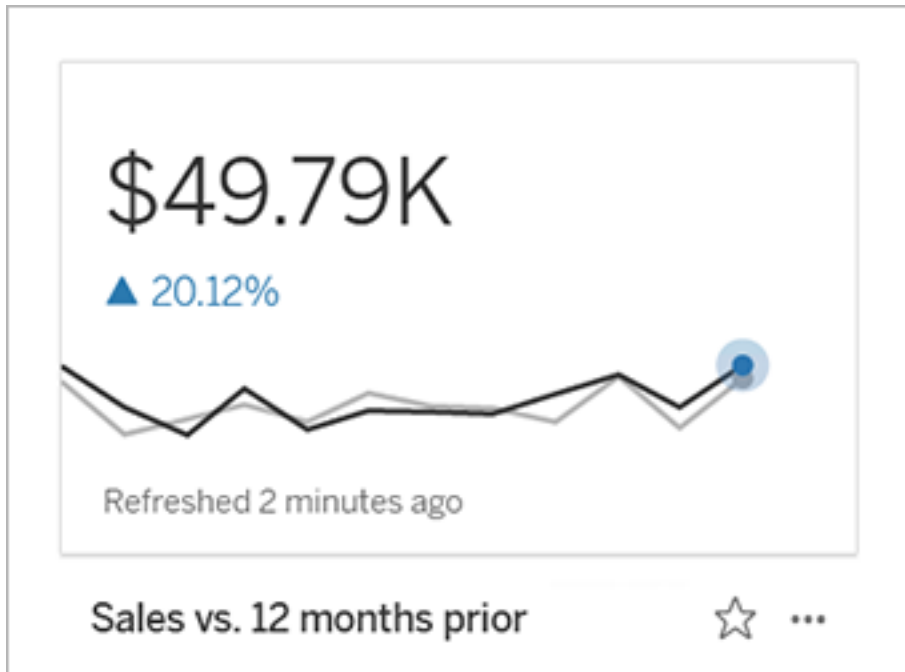 $49.79K
▲ 20.12%
Refreshed 2 minutes ago
Sales vs. 12 months prior